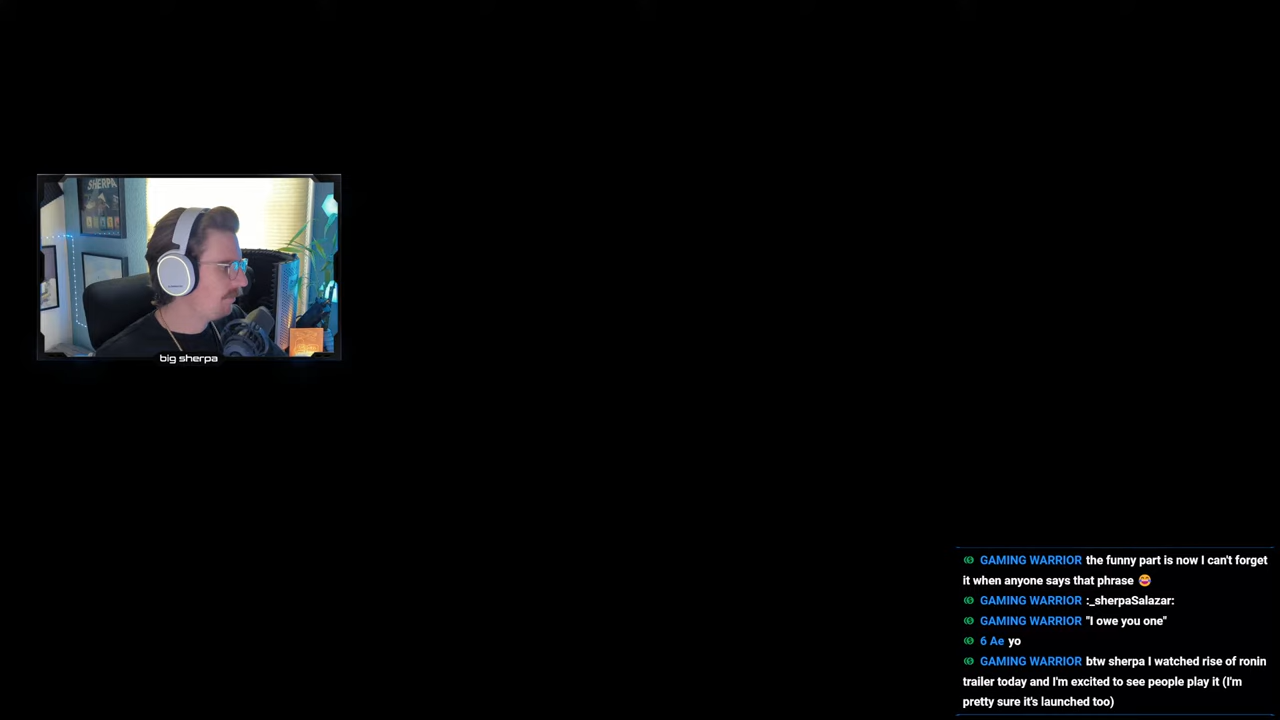 SHERPA
big sherpa
GAMING WARRIOR the funny part is now I can't forget
it when anyone says that phrase 😂
GAMING WARRIOR :_sherpaSalazar:
GAMING WARRIOR "I owe you one"
6 Ae yo
GAMING WARRIOR btw sherpa I watched rise of ronin
trailer today and I'm excited to see people play it (I'm
pretty sure it's launched too)